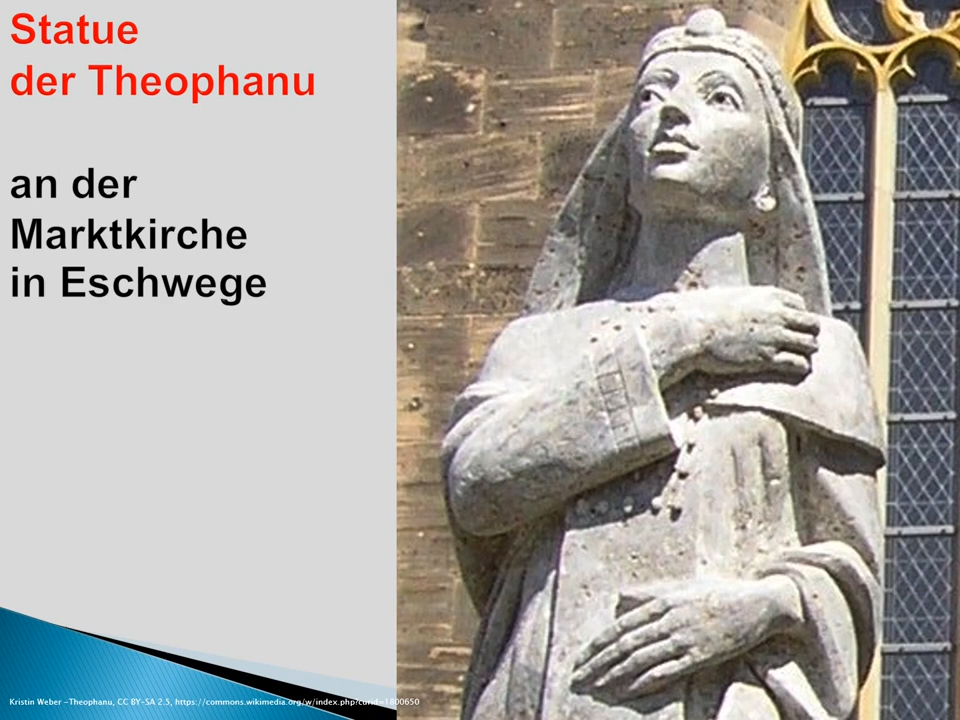 Statue
der Theophanu
an der
Marktkirche
in Eschwege
Kristin Weber -Theophanu, CC BY-SA 2.5, https://commons.wikimedia.org/w/index.php?curid=1800650